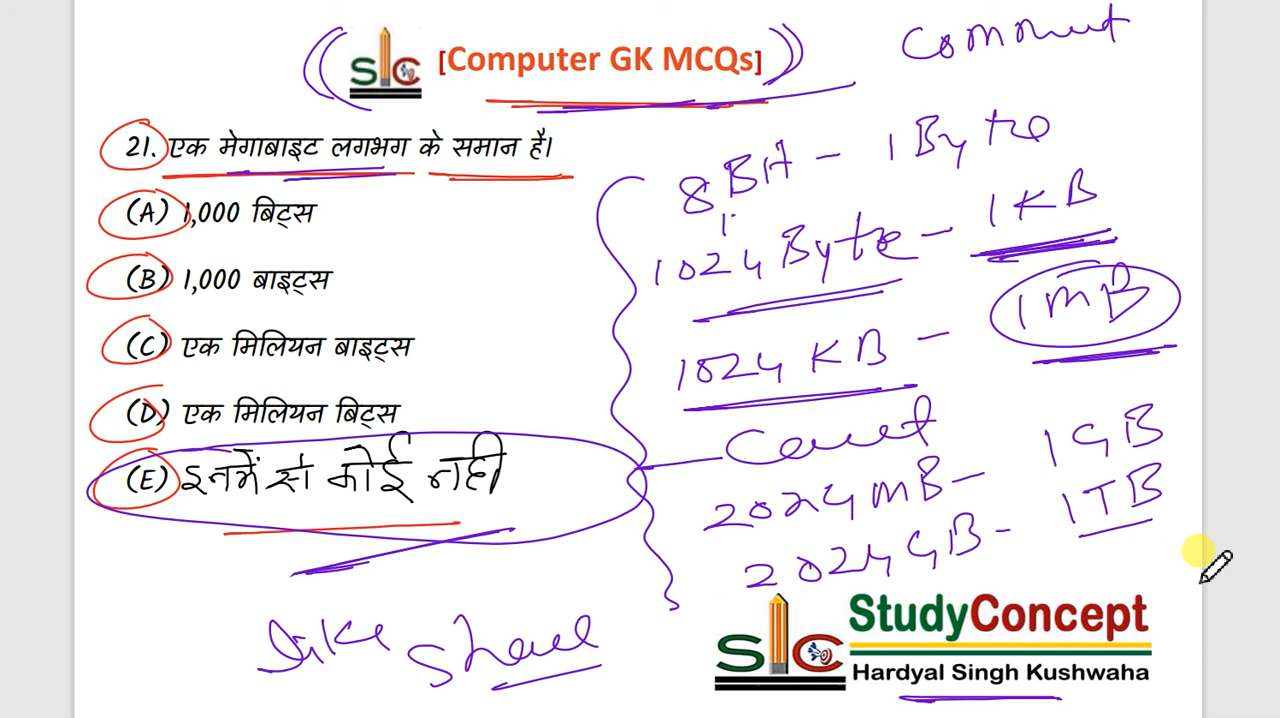 SC [Computer GK MCQs]
Comment
21. एक मेगाबाइट लगभग के समान है।
(A) 1,000 बिट्स
(B) 1,000 बाइट्स
(C) एक मिलियन बाइट्स
(D) एक मिलियन बिट्स
(E) इनमें से कोई नही
8 Bit - 1 Byte
1024 Byte - 1 KB
1024 KB - 1 MB
2024 MB - 1 GB
2024 GB - 1 TB
Like Share
SC StudyConcept
Hardyal Singh Kushwaha